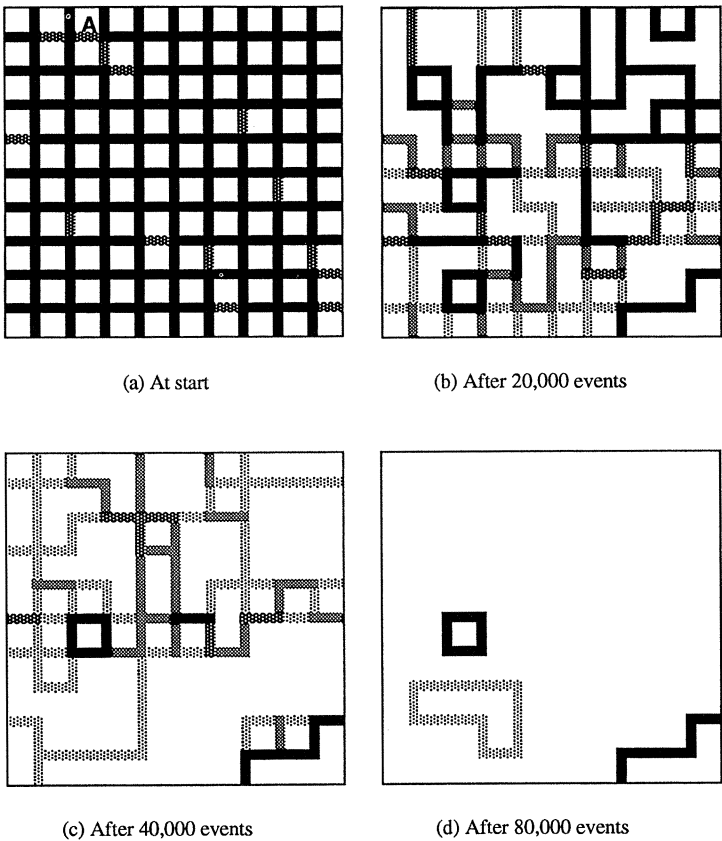 A
(a) At start
(b) After 20,000 events
(c) After 40,000 events
(d) After 80,000 events